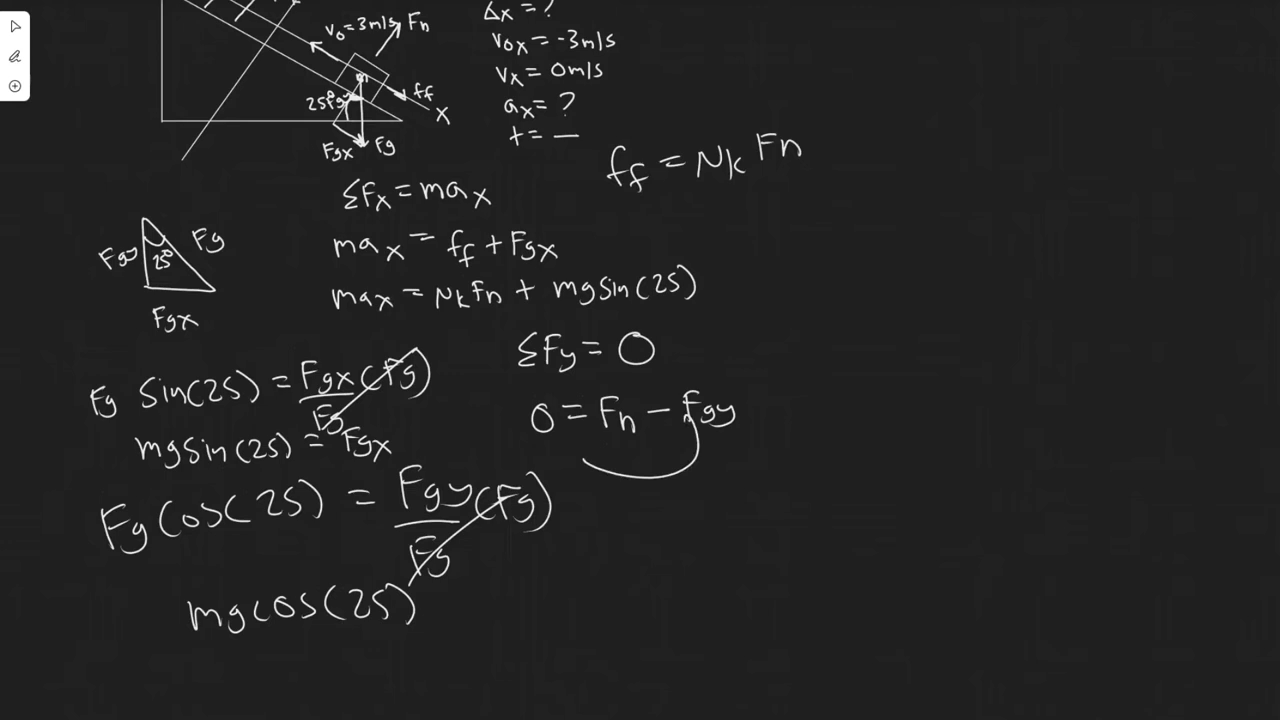 Δx = ?
v₀ = 3m/s
Fn
v₀x = -3m/s
vx = 0m/s
m
25°
Fgy
ff
x
ax = ?
t = —
Fgx
Fg
ff = μk Fn
ΣFx = max
Fgy
25°
Fg
Fgx
max = ff + Fgx
max = μkFn + mgsin(25)
ΣFy = 0
Fg Sin(25) = Fgx (Fg)
Fg
0 = Fn - Fgy
mgsin(25) = Fgx
Fg Cos(25) = Fgy (Fg)
Fg
mgcos(25)